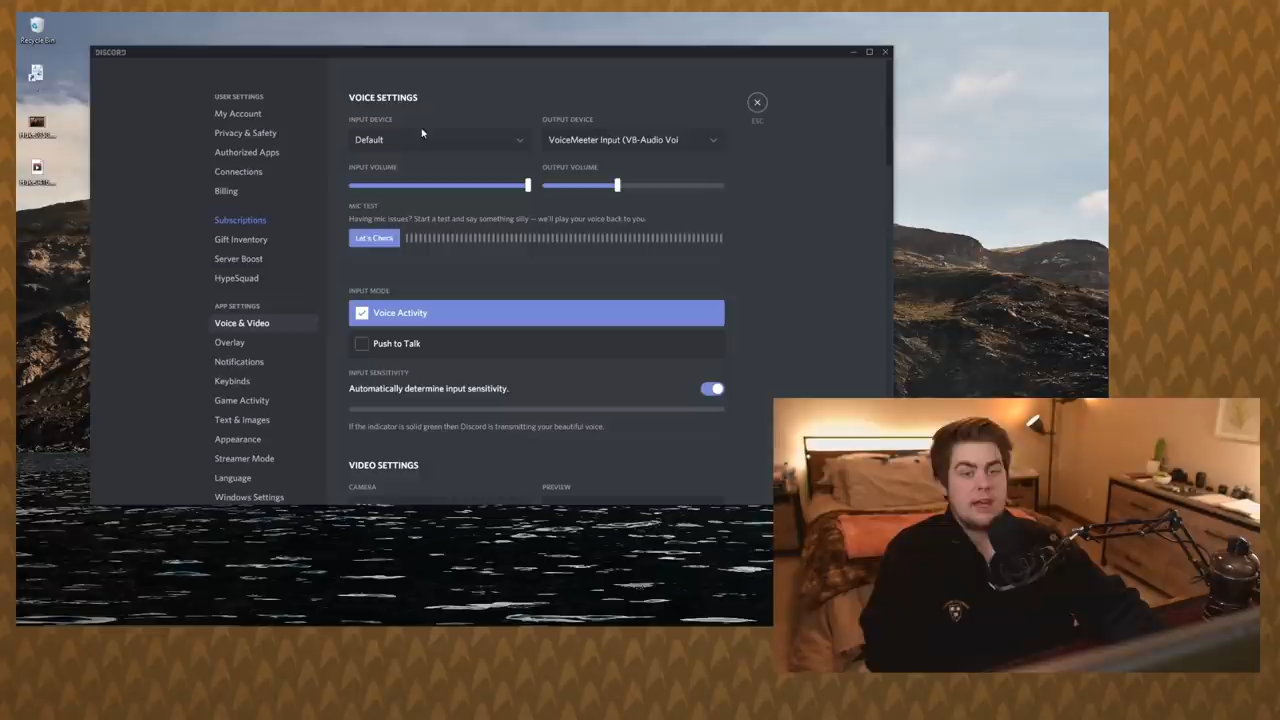 Recycle Bin
DISCORD
USER SETTINGS
My Account
Privacy & Safety
Authorized Apps
Connections
Billing
Subscriptions
Gift Inventory
Server Boost
HypeSquad
APP SETTINGS
Voice & Video
Overlay
Notifications
Keybinds
Game Activity
Text & Images
Appearance
Streamer Mode
Language
Windows Settings
VOICE SETTINGS
INPUT DEVICE
OUTPUT DEVICE
Default
VoiceMeeter Input (VB-Audio Voi
INPUT VOLUME
OUTPUT VOLUME
MIC TEST
Having mic issues? Start a test and say something silly — we'll play your voice back to you.
Let's Check
INPUT MODE
Voice Activity
Push to Talk
INPUT SENSITIVITY
Automatically determine input sensitivity.
If the indicator is solid green then Discord is transmitting your beautiful voice.
VIDEO SETTINGS
CAMERA
PREVIEW
ESC